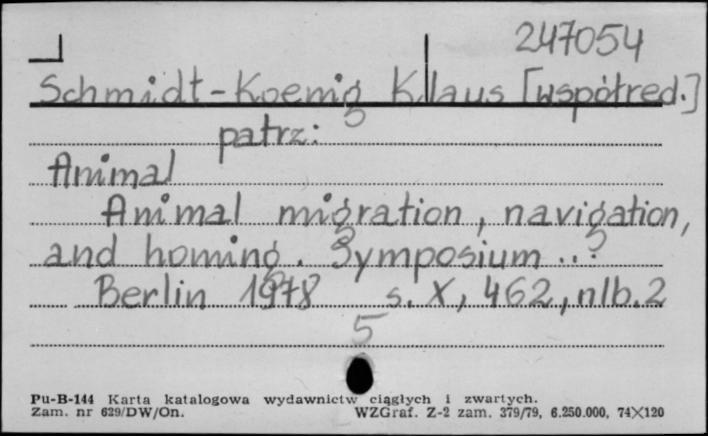 247054
Schmidt-Koenig Klaus [współred.]
patrz:
Animal
Animal migration, navigation,
and homing. Symposium ...
Berlin 1978 s. X, 462, nlb. 2
5
Pu-B-144 Karta katalogowa wydawnictw ciągłych i zwartych.
Zam. nr 629/DW/On. WZGraf. Z-2 zam. 379/79, 6.250.000, 74×120